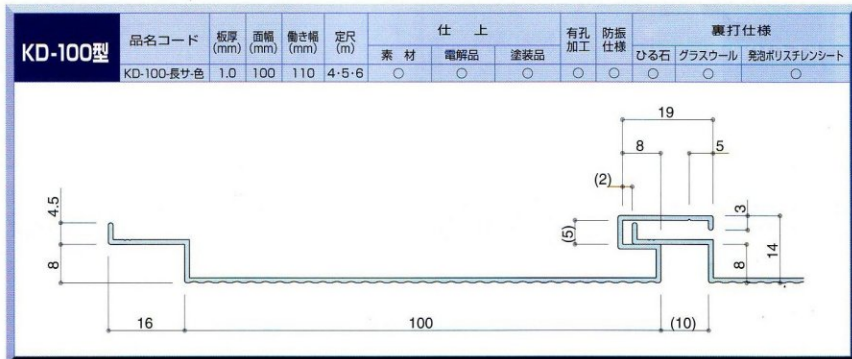 KD-100型
品名コード 板厚(mm) 面幅(mm) 働き幅(mm) 定尺(m) 仕上 有孔加工 防振仕様 裏打仕様
素材 電解品 塗装品 ひる石 グラスウール 発泡ポリスチレンシート
KD-100-長サ-色 1.0 100 110 4・5・6 ○ ○ ○ ○ ○ ○ ○ ○
19
8 5
(2)
4.5 (5) 3
8 8 14
16 100 (10)